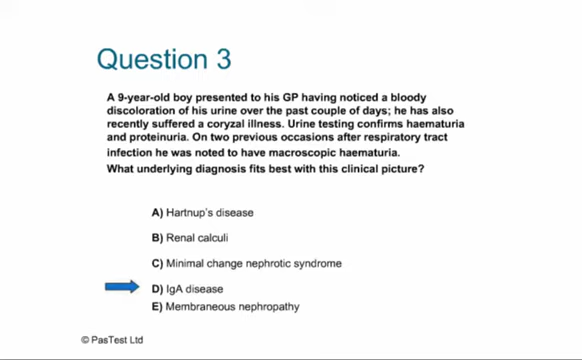 Question 3
A 9-year-old boy presented to his GP having noticed a bloody
discoloration of his urine over the past couple of days; he has also
recently suffered a coryzal illness. Urine testing confirms haematuria
and proteinuria. On two previous occasions after respiratory tract
infection he was noted to have macroscopic haematuria.
What underlying diagnosis fits best with this clinical picture?
A) Hartnup's disease
B) Renal calculi
C) Minimal change nephrotic syndrome
D) IgA disease
E) Membraneous nephropathy
© PasTest Ltd